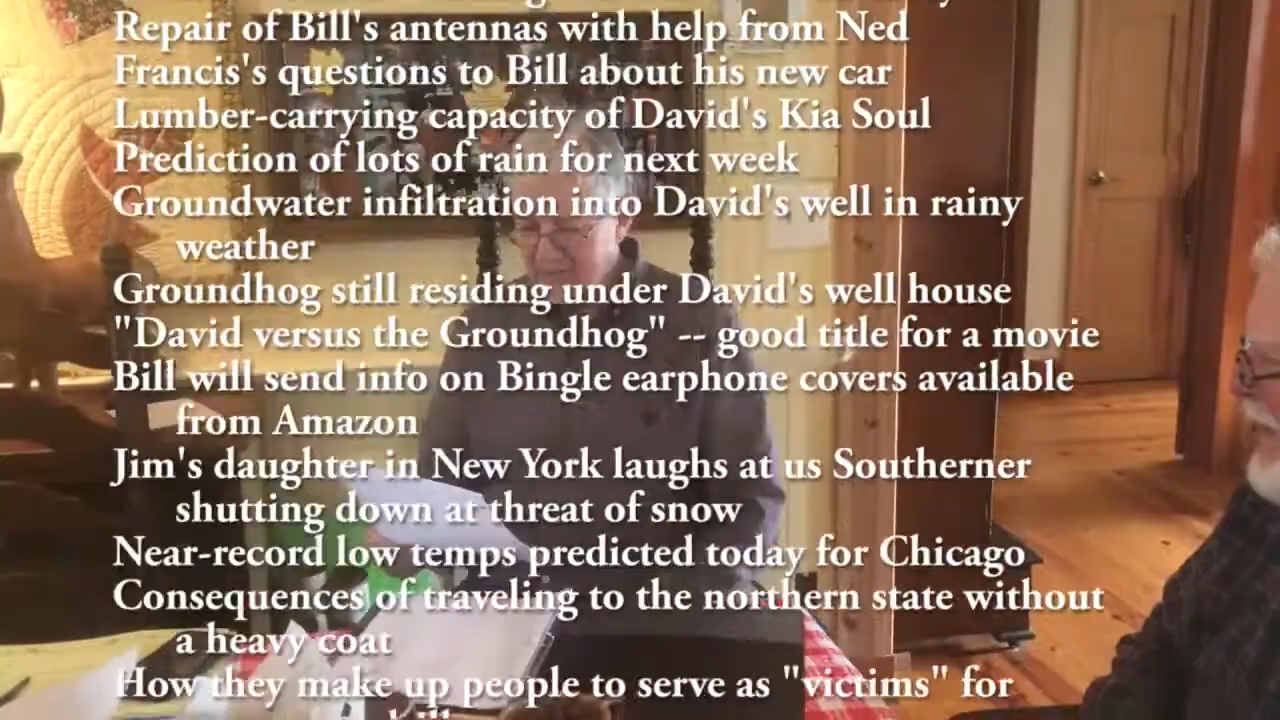 Repair of Bill's antennas with help from Ned
Francis's questions to Bill about his new car
Lumber-carrying capacity of David's Kia Soul
Prediction of lots of rain for next week
Groundwater infiltration into David's well in rainy
weather
Groundhog still residing under David's well house
"David versus the Groundhog" -- good title for a movie
Bill will send info on Bingle earphone covers available
from Amazon
Jim's daughter in New York laughs at us Southerner
shutting down at threat of snow
Near-record low temps predicted today for Chicago
Consequences of traveling to the northern state without
a heavy coat
How they make up people to serve as "victims" for